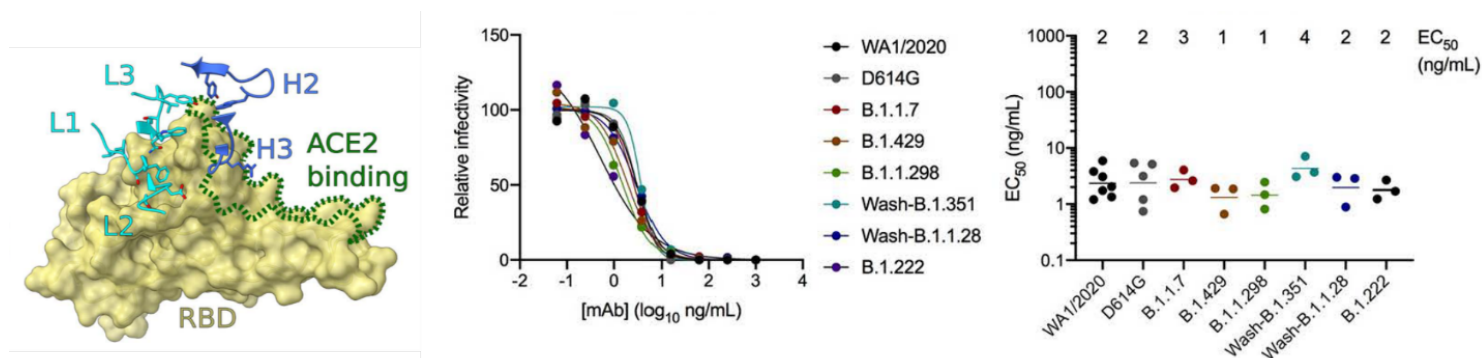 L3
H2
L1
H3
ACE2
binding
L2
RBD
150
100
50
0
Relative infectivity
-2
-1
0
1
2
3
4
[mAb] (log10 ng/mL)
WA1/2020
D614G
B.1.1.7
B.1.429
B.1.1.298
Wash-B.1.351
Wash-B.1.1.28
B.1.222
1000
100
10
1
0.1
EC50 (ng/mL)
2 2 3 1 1 4 2 2 EC50
(ng/mL)
WA1/2020
D614G
B.1.1.7
B.1.429
B.1.1.298
Wash-B.1.351
Wash-B.1.1.28
B.1.222